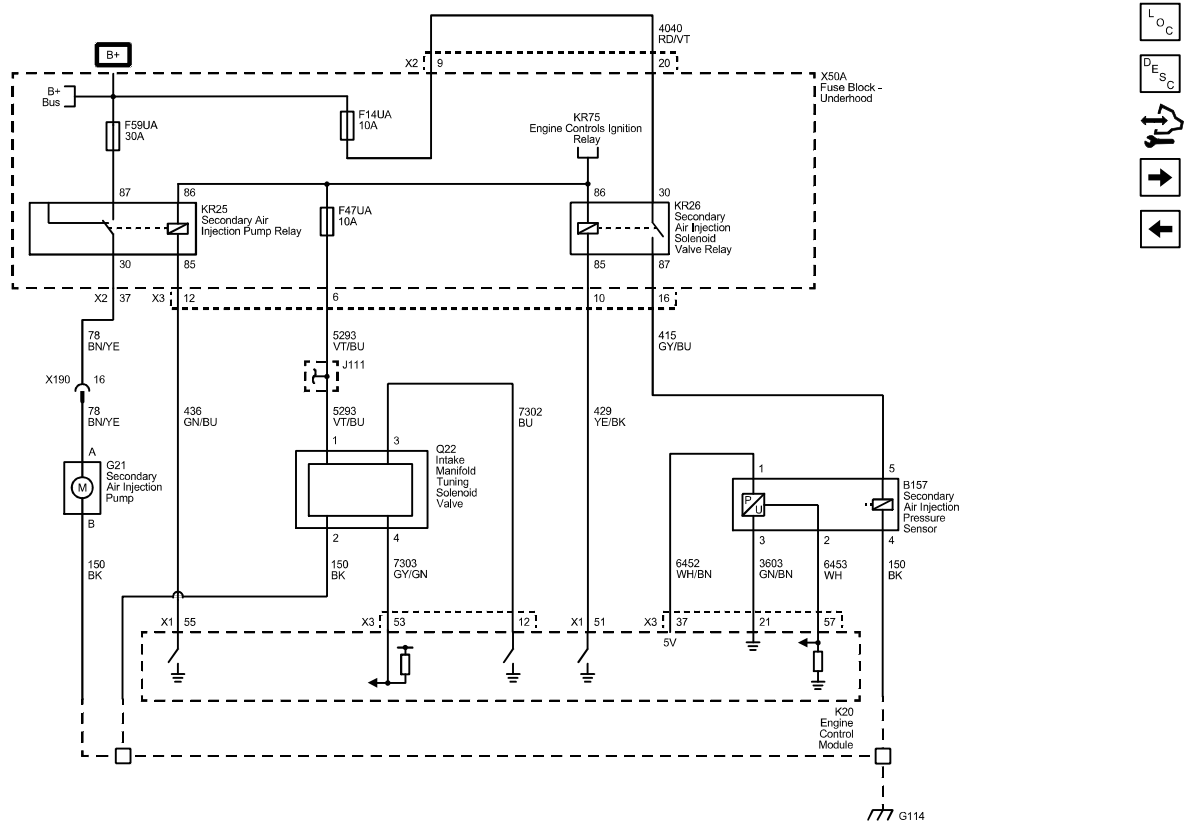 L
O
C
4040
RD/VT
B+
X2
9
20
D
E
S
C
X50A
Fuse Block -
Underhood
B+
Bus
F59UA
30A
F14UA
10A
KR75
Engine Controls Ignition
Relay
87
86
86
30
KR25
Secondary Air
Injection Pump Relay
F47UA
10A
KR26
Secondary
Air Injection
Solenoid
Valve Relay
30
85
85
87
X2
37
X3
12
6
10
16
78
BN/YE
5293
VT/BU
415
GY/BU
J111
X190
16
78
BN/YE
436
GN/BU
5293
VT/BU
7302
BU
429
YE/BK
A
1
3
Q22
Intake
Manifold
Tuning
Solenoid
Valve
G21
Secondary
Air Injection
Pump
M
B
1
5
B157
Secondary
Air Injection
Pressure
Sensor
P
U
2
4
3
2
4
150
BK
150
BK
7303
GY/GN
6452
WH/BN
3603
GN/BN
6453
WH
150
BK
X1
55
X3
53
12
X1
51
X3
37
21
57
5V
K20
Engine
Control
Module
G114